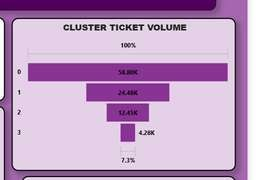 CLUSTER TICKET VOLUME
100%
0 58.80K
1 24.48K
2 12.45K
3 4.28K
7.3%